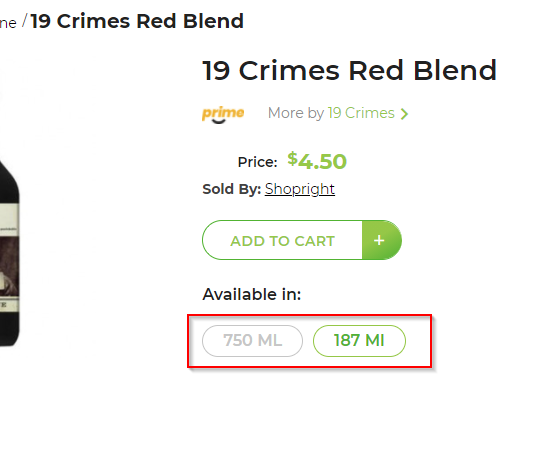 ne / 19 Crimes Red Blend
19 Crimes Red Blend
prime More by 19 Crimes >
Price: $4.50
Sold By: Shopright
ADD TO CART +
Available in:
750 ML 187 Ml